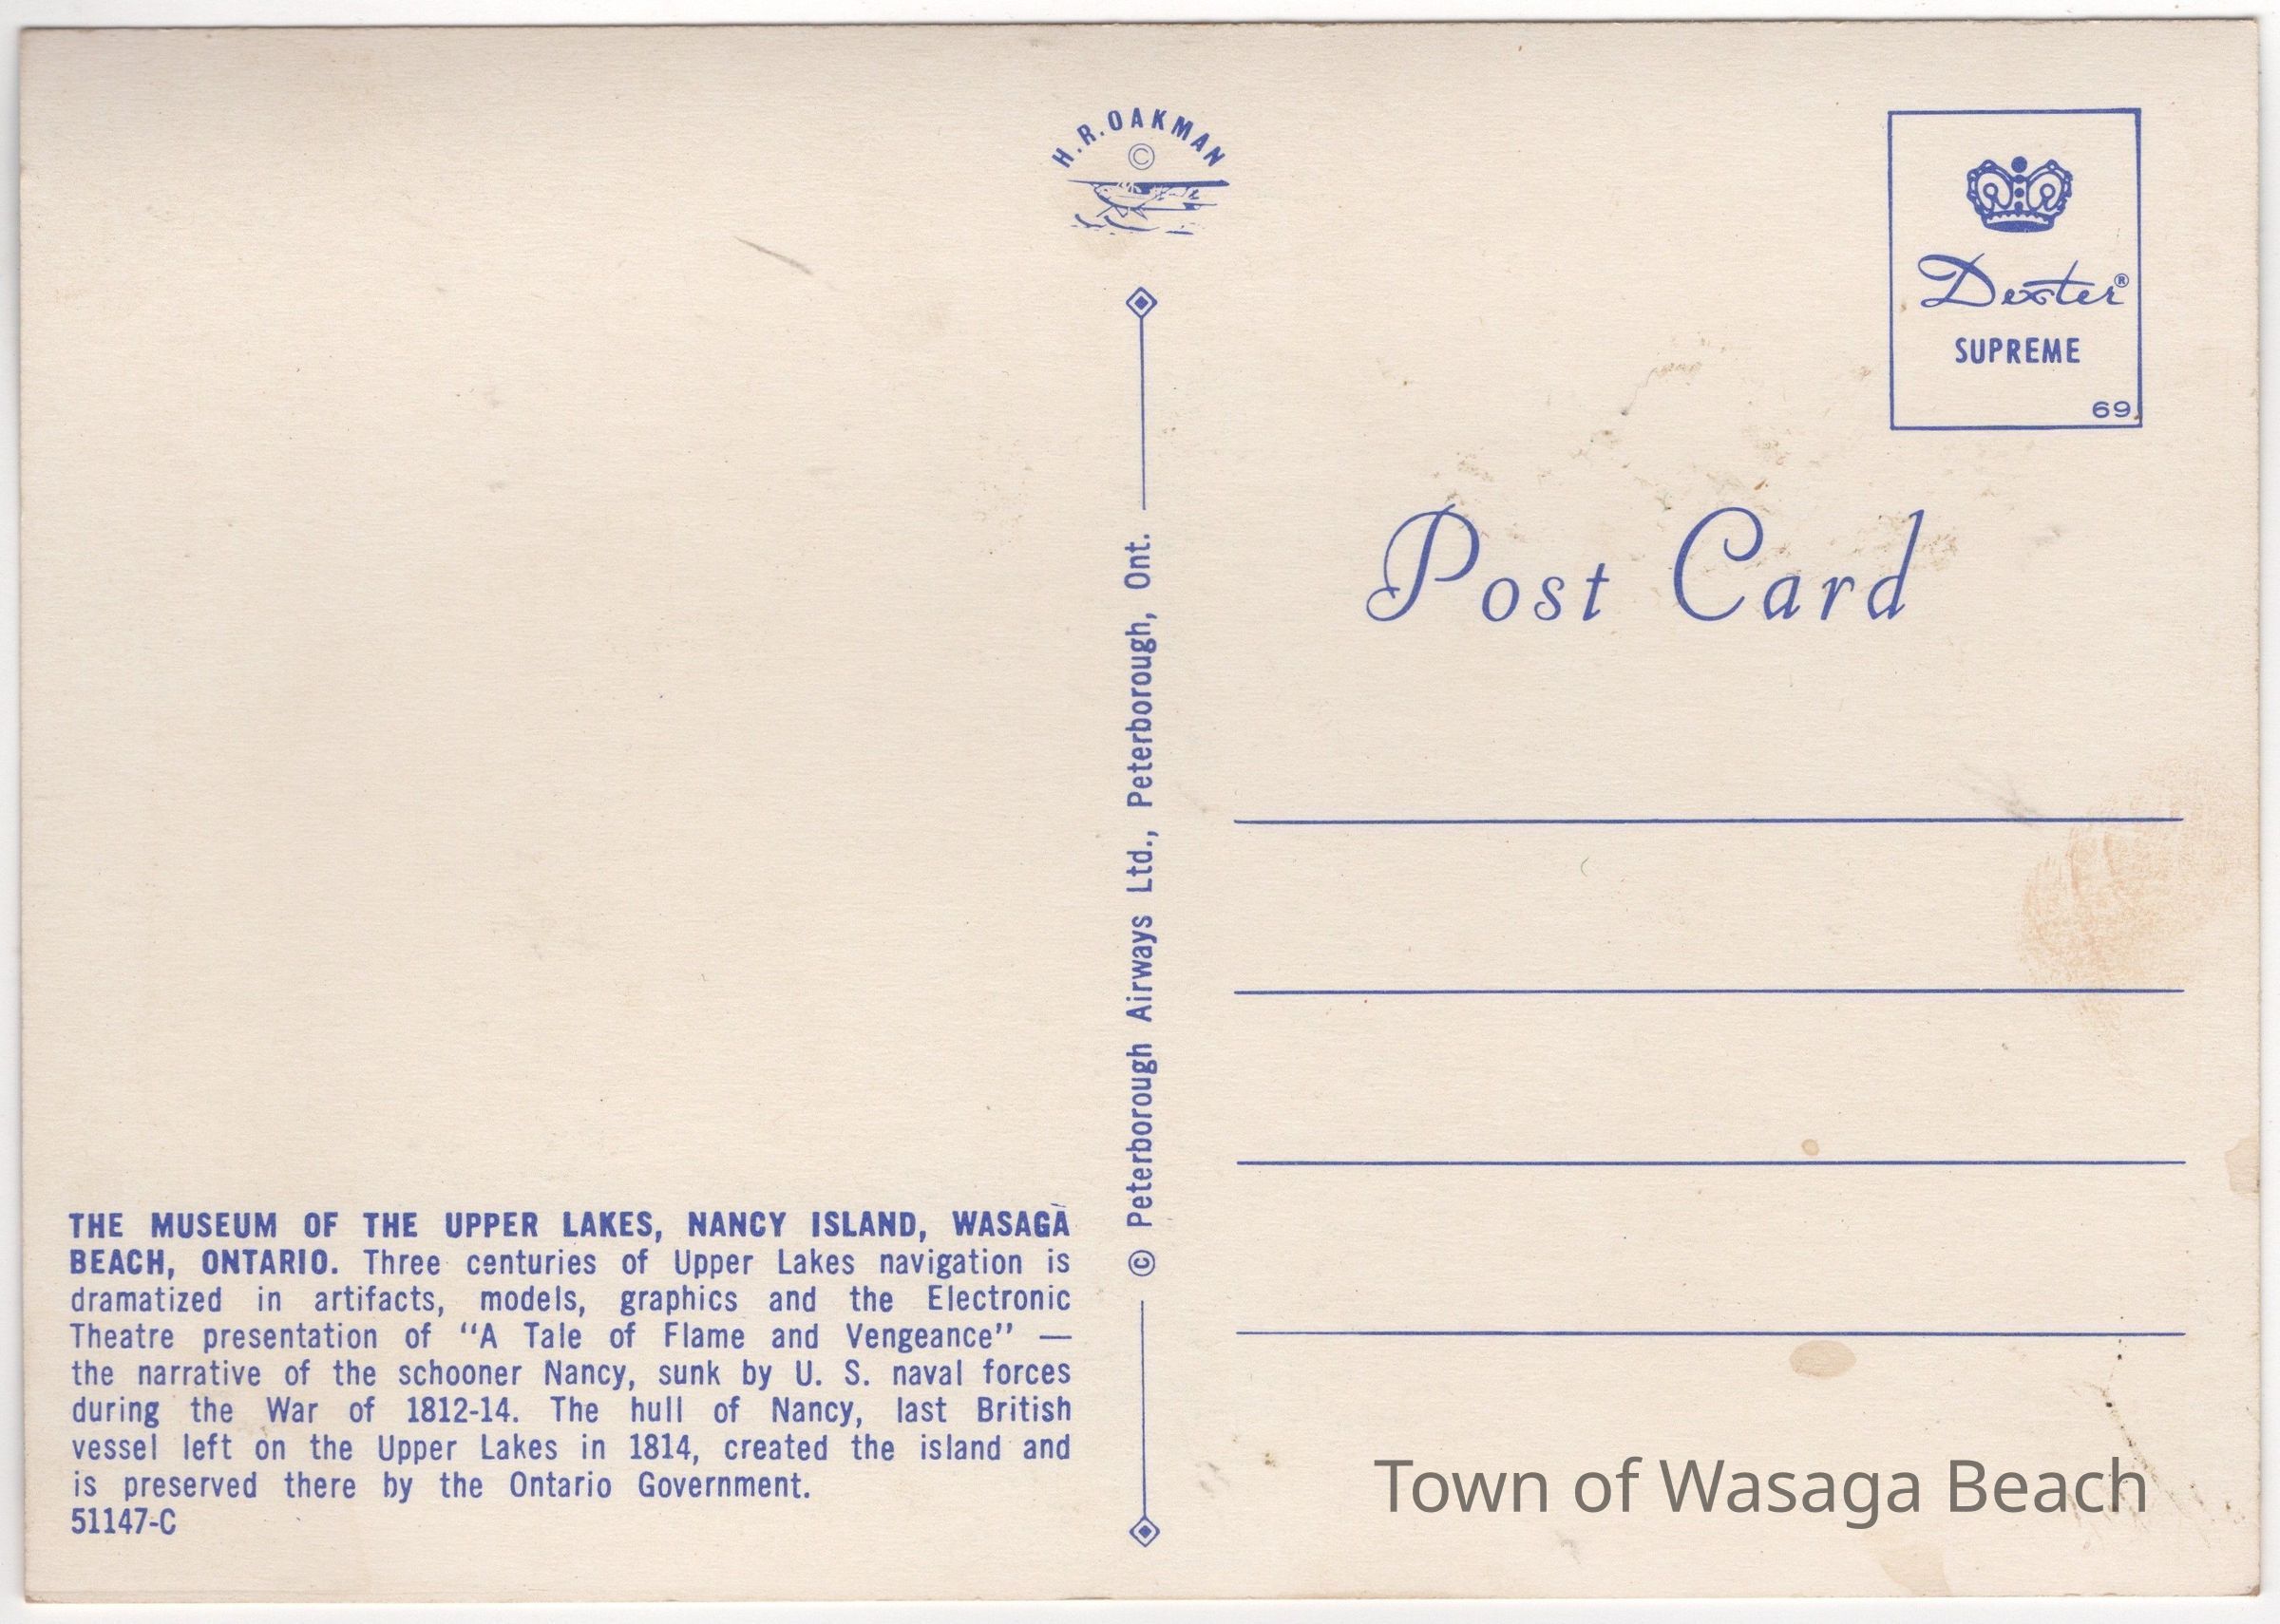 H.R. OAKMAN
©
Dexter®
SUPREME
69
Post Card
© Peterborough Airways Ltd., Peterborough, Ont.
THE MUSEUM OF THE UPPER LAKES, NANCY ISLAND, WASAGA
BEACH, ONTARIO. Three centuries of Upper Lakes navigation is
dramatized in artifacts, models, graphics and the Electronic
Theatre presentation of “A Tale of Flame and Vengeance” —
the narrative of the schooner Nancy, sunk by U. S. naval forces
during the War of 1812-14. The hull of Nancy, last British
vessel left on the Upper Lakes in 1814, created the island and
is preserved there by the Ontario Government.
51147-C
Town of Wasaga Beach